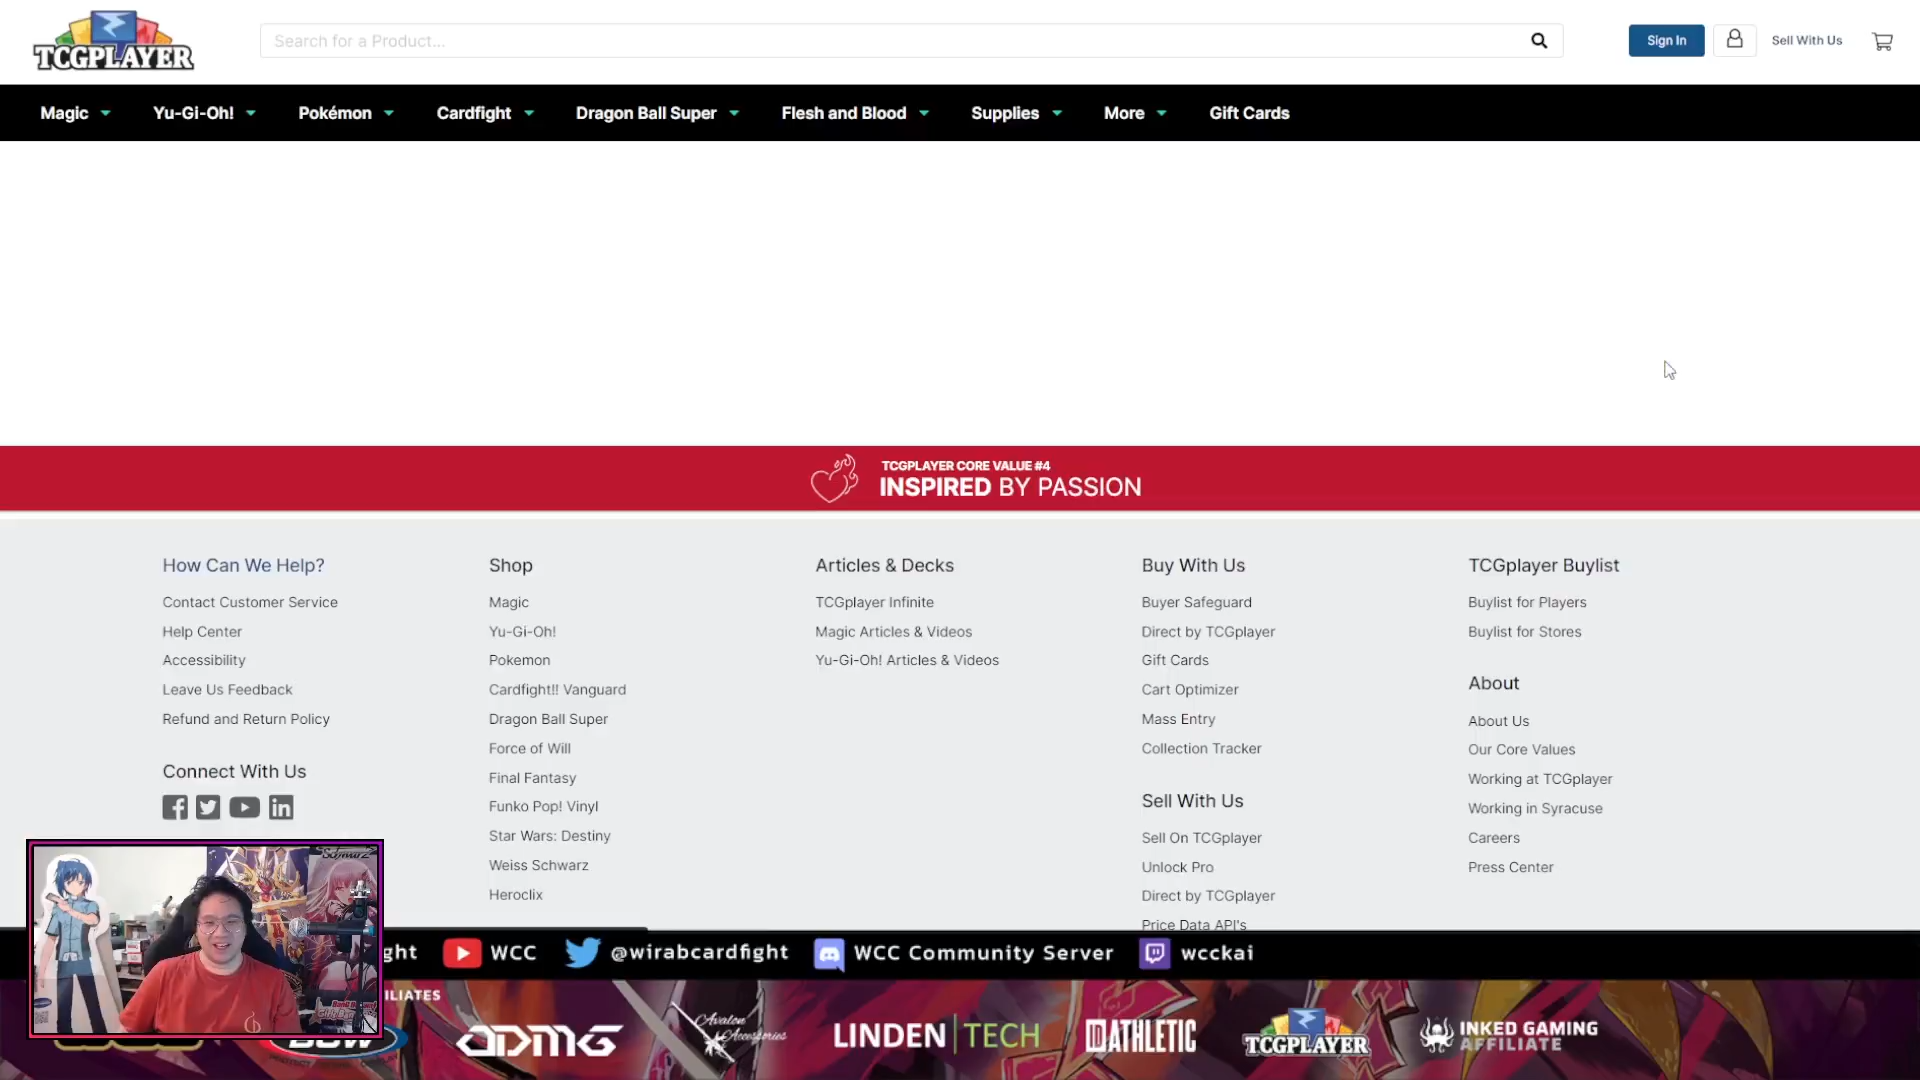 TCGPLAYER
Search for a Product...
Sign In
Sell With Us
Magic
Yu-Gi-Oh!
Pokémon
Cardfight
Dragon Ball Super
Flesh and Blood
Supplies
More
Gift Cards
TCGPLAYER CORE VALUE #4
INSPIRED BY PASSION
How Can We Help?
Contact Customer Service
Help Center
Accessibility
Leave Us Feedback
Refund and Return Policy
Connect With Us
Shop
Magic
Yu-Gi-Oh!
Pokemon
Cardfight!! Vanguard
Dragon Ball Super
Force of Will
Final Fantasy
Funko Pop! Vinyl
Star Wars: Destiny
Weiss Schwarz
Heroclix
Articles & Decks
TCGplayer Infinite
Magic Articles & Videos
Yu-Gi-Oh! Articles & Videos
Buy With Us
Buyer Safeguard
Direct by TCGplayer
Gift Cards
Cart Optimizer
Mass Entry
Collection Tracker
Sell With Us
Sell On TCGplayer
Unlock Pro
Direct by TCGplayer
Price Data API's
TCGplayer Buylist
Buylist for Players
Buylist for Stores
About
About Us
Our Core Values
Working at TCGplayer
Working in Syracuse
Careers
Press Center
ght
WCC
@wirabcardfight
WCC Community Server
wcckai
ILIATES
BCW
ADMG
Avalon Accessories
LINDEN|TECH
DATHLETIC
TCGPLAYER
INKED GAMING
AFFILIATE